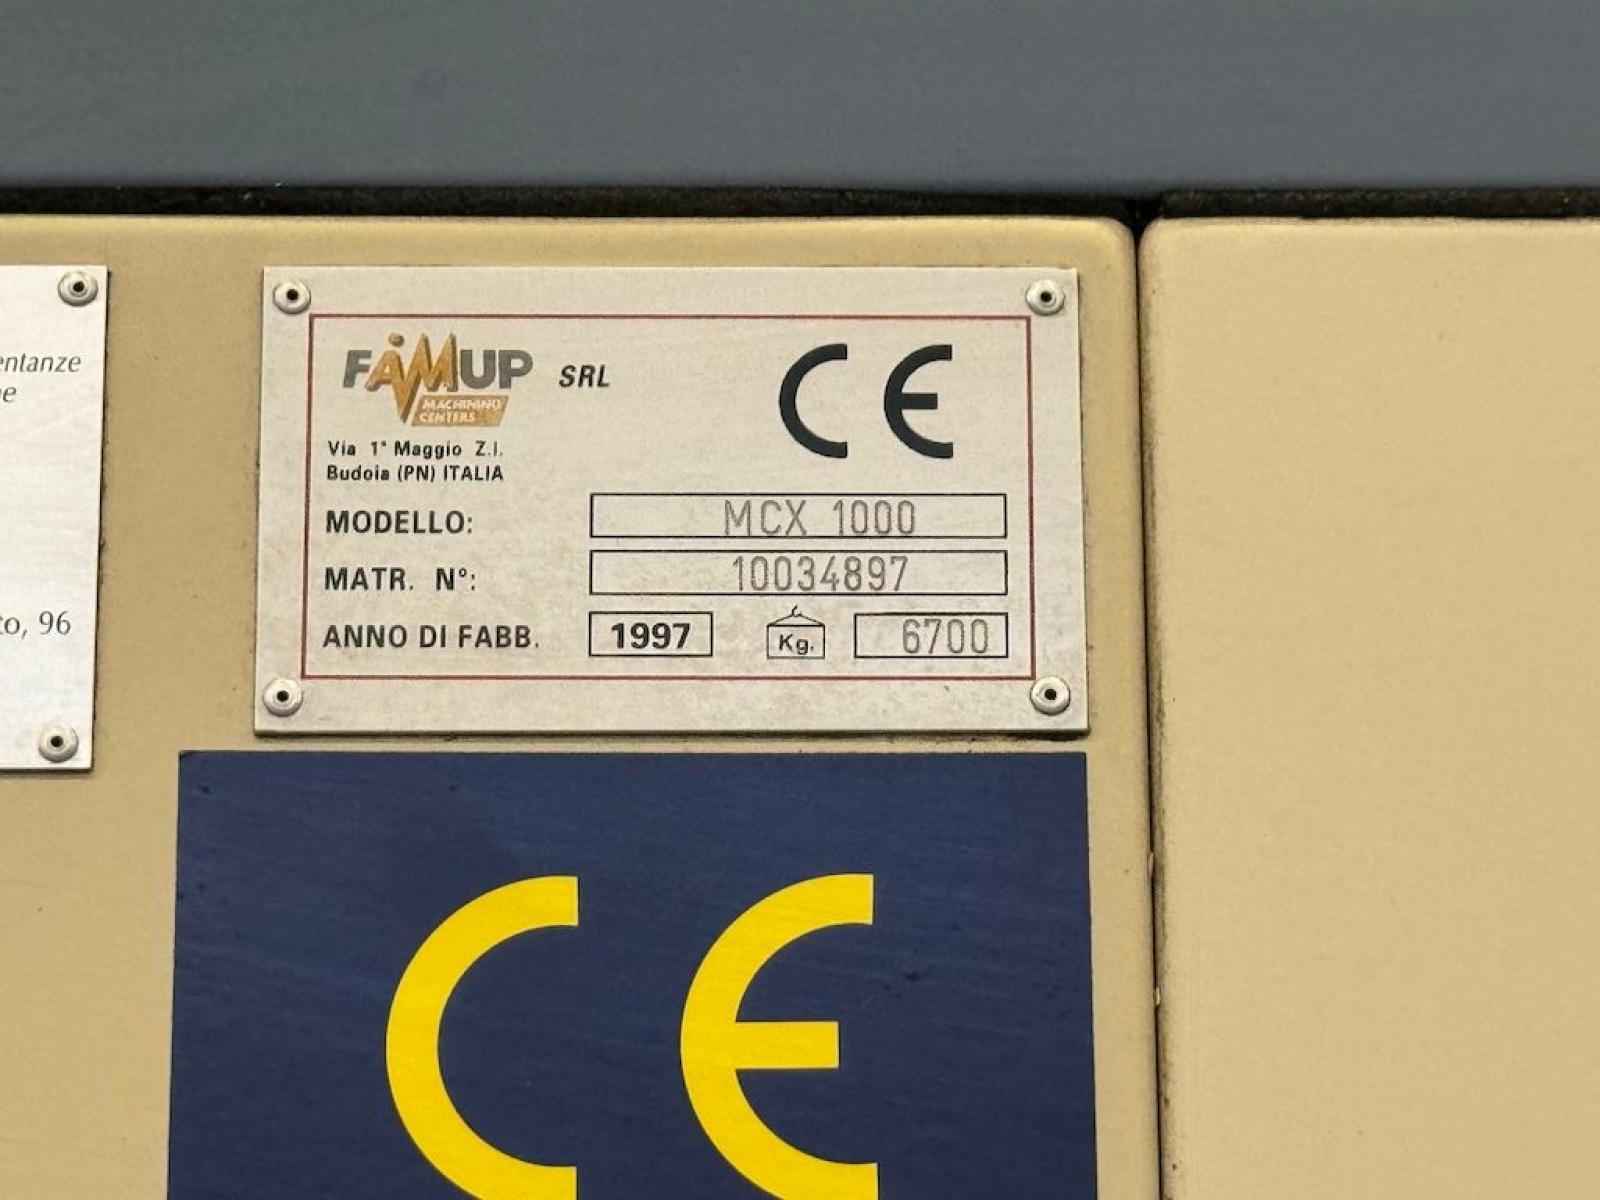 entanze
to, 96
FAMUP SRL
MACHINING
CENTERS
CE
Via 1° Maggio Z.I.
Budoia (PN) ITALIA
MODELLO: MCX 1000
MATR. N°: 10034897
ANNO DI FABB. 1997 Kg. 6700
CE